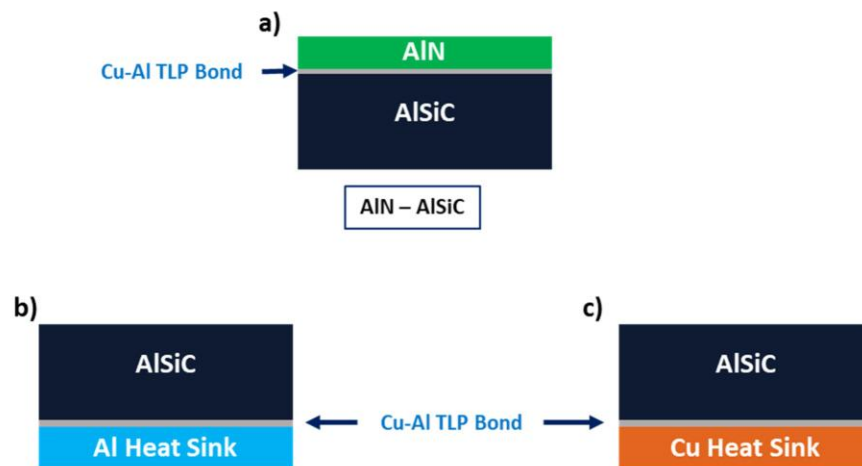 a)
AlN
Cu-Al TLP Bond
AlSiC
AlN – AlSiC
b)
c)
AlSiC
AlSiC
Cu-Al TLP Bond
Al Heat Sink
Cu Heat Sink